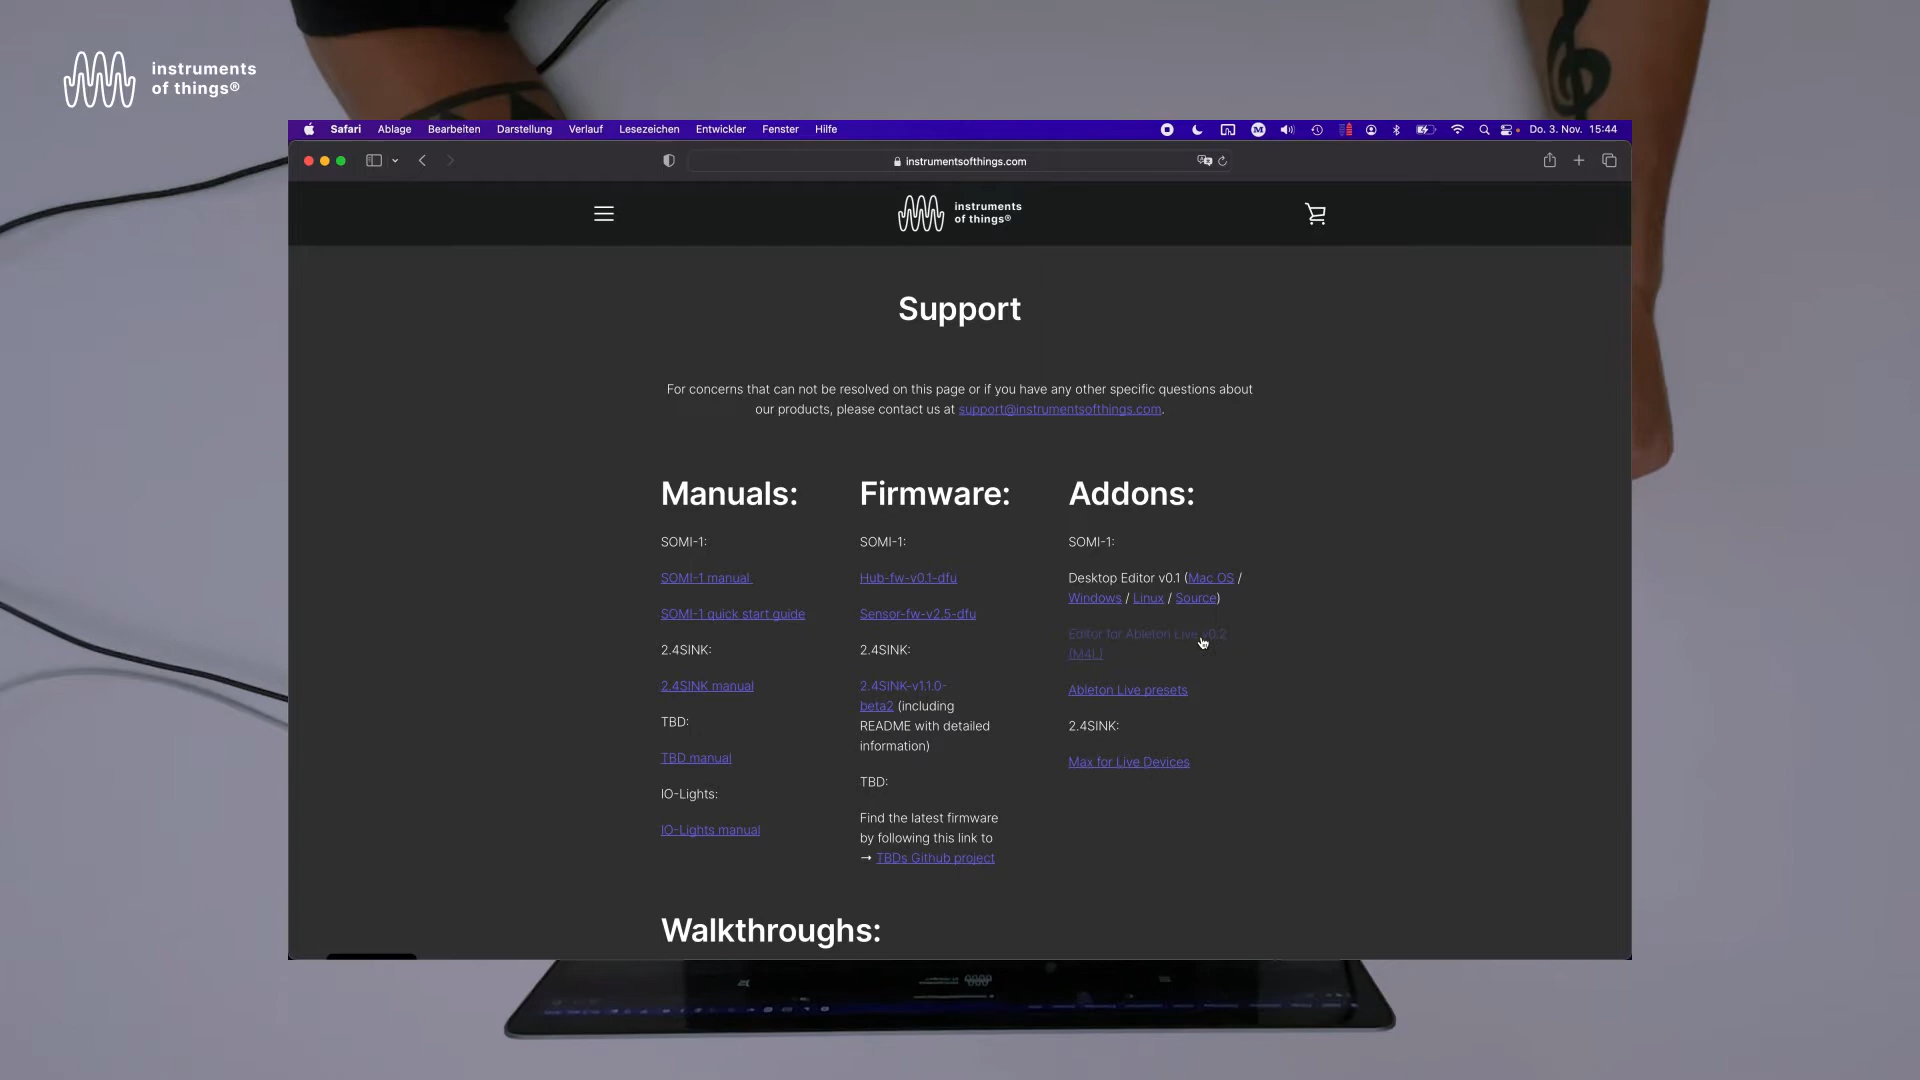 instruments
of things®
Safari Ablage Bearbeiten Darstellung Verlauf Lesezeichen Entwickler Fenster Hilfe
Do. 3. Nov. 15:44
instrumentsofthings.com
instruments
of things®
Support
For concerns that can not be resolved on this page or if you have any other specific questions about
our products, please contact us at support@instrumentsofthings.com.
Manuals:
SOMI-1:
SOMI-1 manual
SOMI-1 quick start guide
2.4SINK:
2.4SINK manual
TBD:
TBD manual
IO-Lights:
IO-Lights manual
Firmware:
SOMI-1:
Hub-fw-v0.1-dfu
Sensor-fw-v2.5-dfu
2.4SINK:
2.4SINK-v1.1.0-
beta2 (including
README with detailed
information)
TBD:
Find the latest firmware
by following this link to
→ TBDs Github project
Addons:
SOMI-1:
Desktop Editor v0.1 (Mac OS /
Windows / Linux / Source)
Editor for Ableton Live v0.2
(M4L)
Ableton Live presets
2.4SINK:
Max for Live Devices
Walkthroughs: